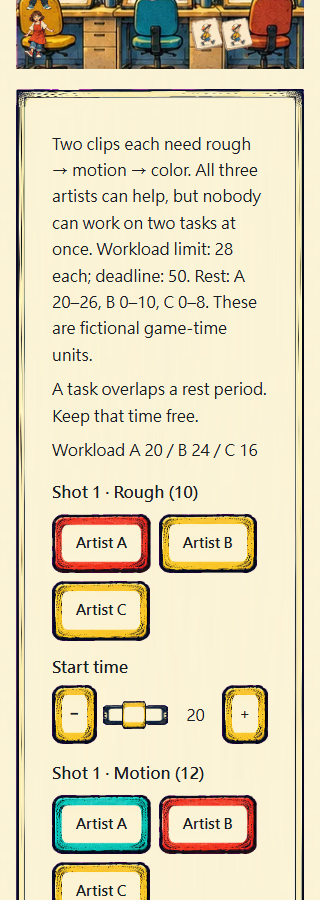 Two clips each need rough
→ motion → color. All three
artists can help, but nobody
can work on two tasks at
once. Workload limit: 28
each; deadline: 50. Rest: A
20–26, B 0–10, C 0–8. These
are fictional game-time
units.
A task overlaps a rest period.
Keep that time free.
Workload A 20 / B 24 / C 16
Shot 1 · Rough (10)
Artist A
Artist B
Artist C
Start time
− 20 +
Shot 1 · Motion (12)
Artist A
Artist B
Artist C